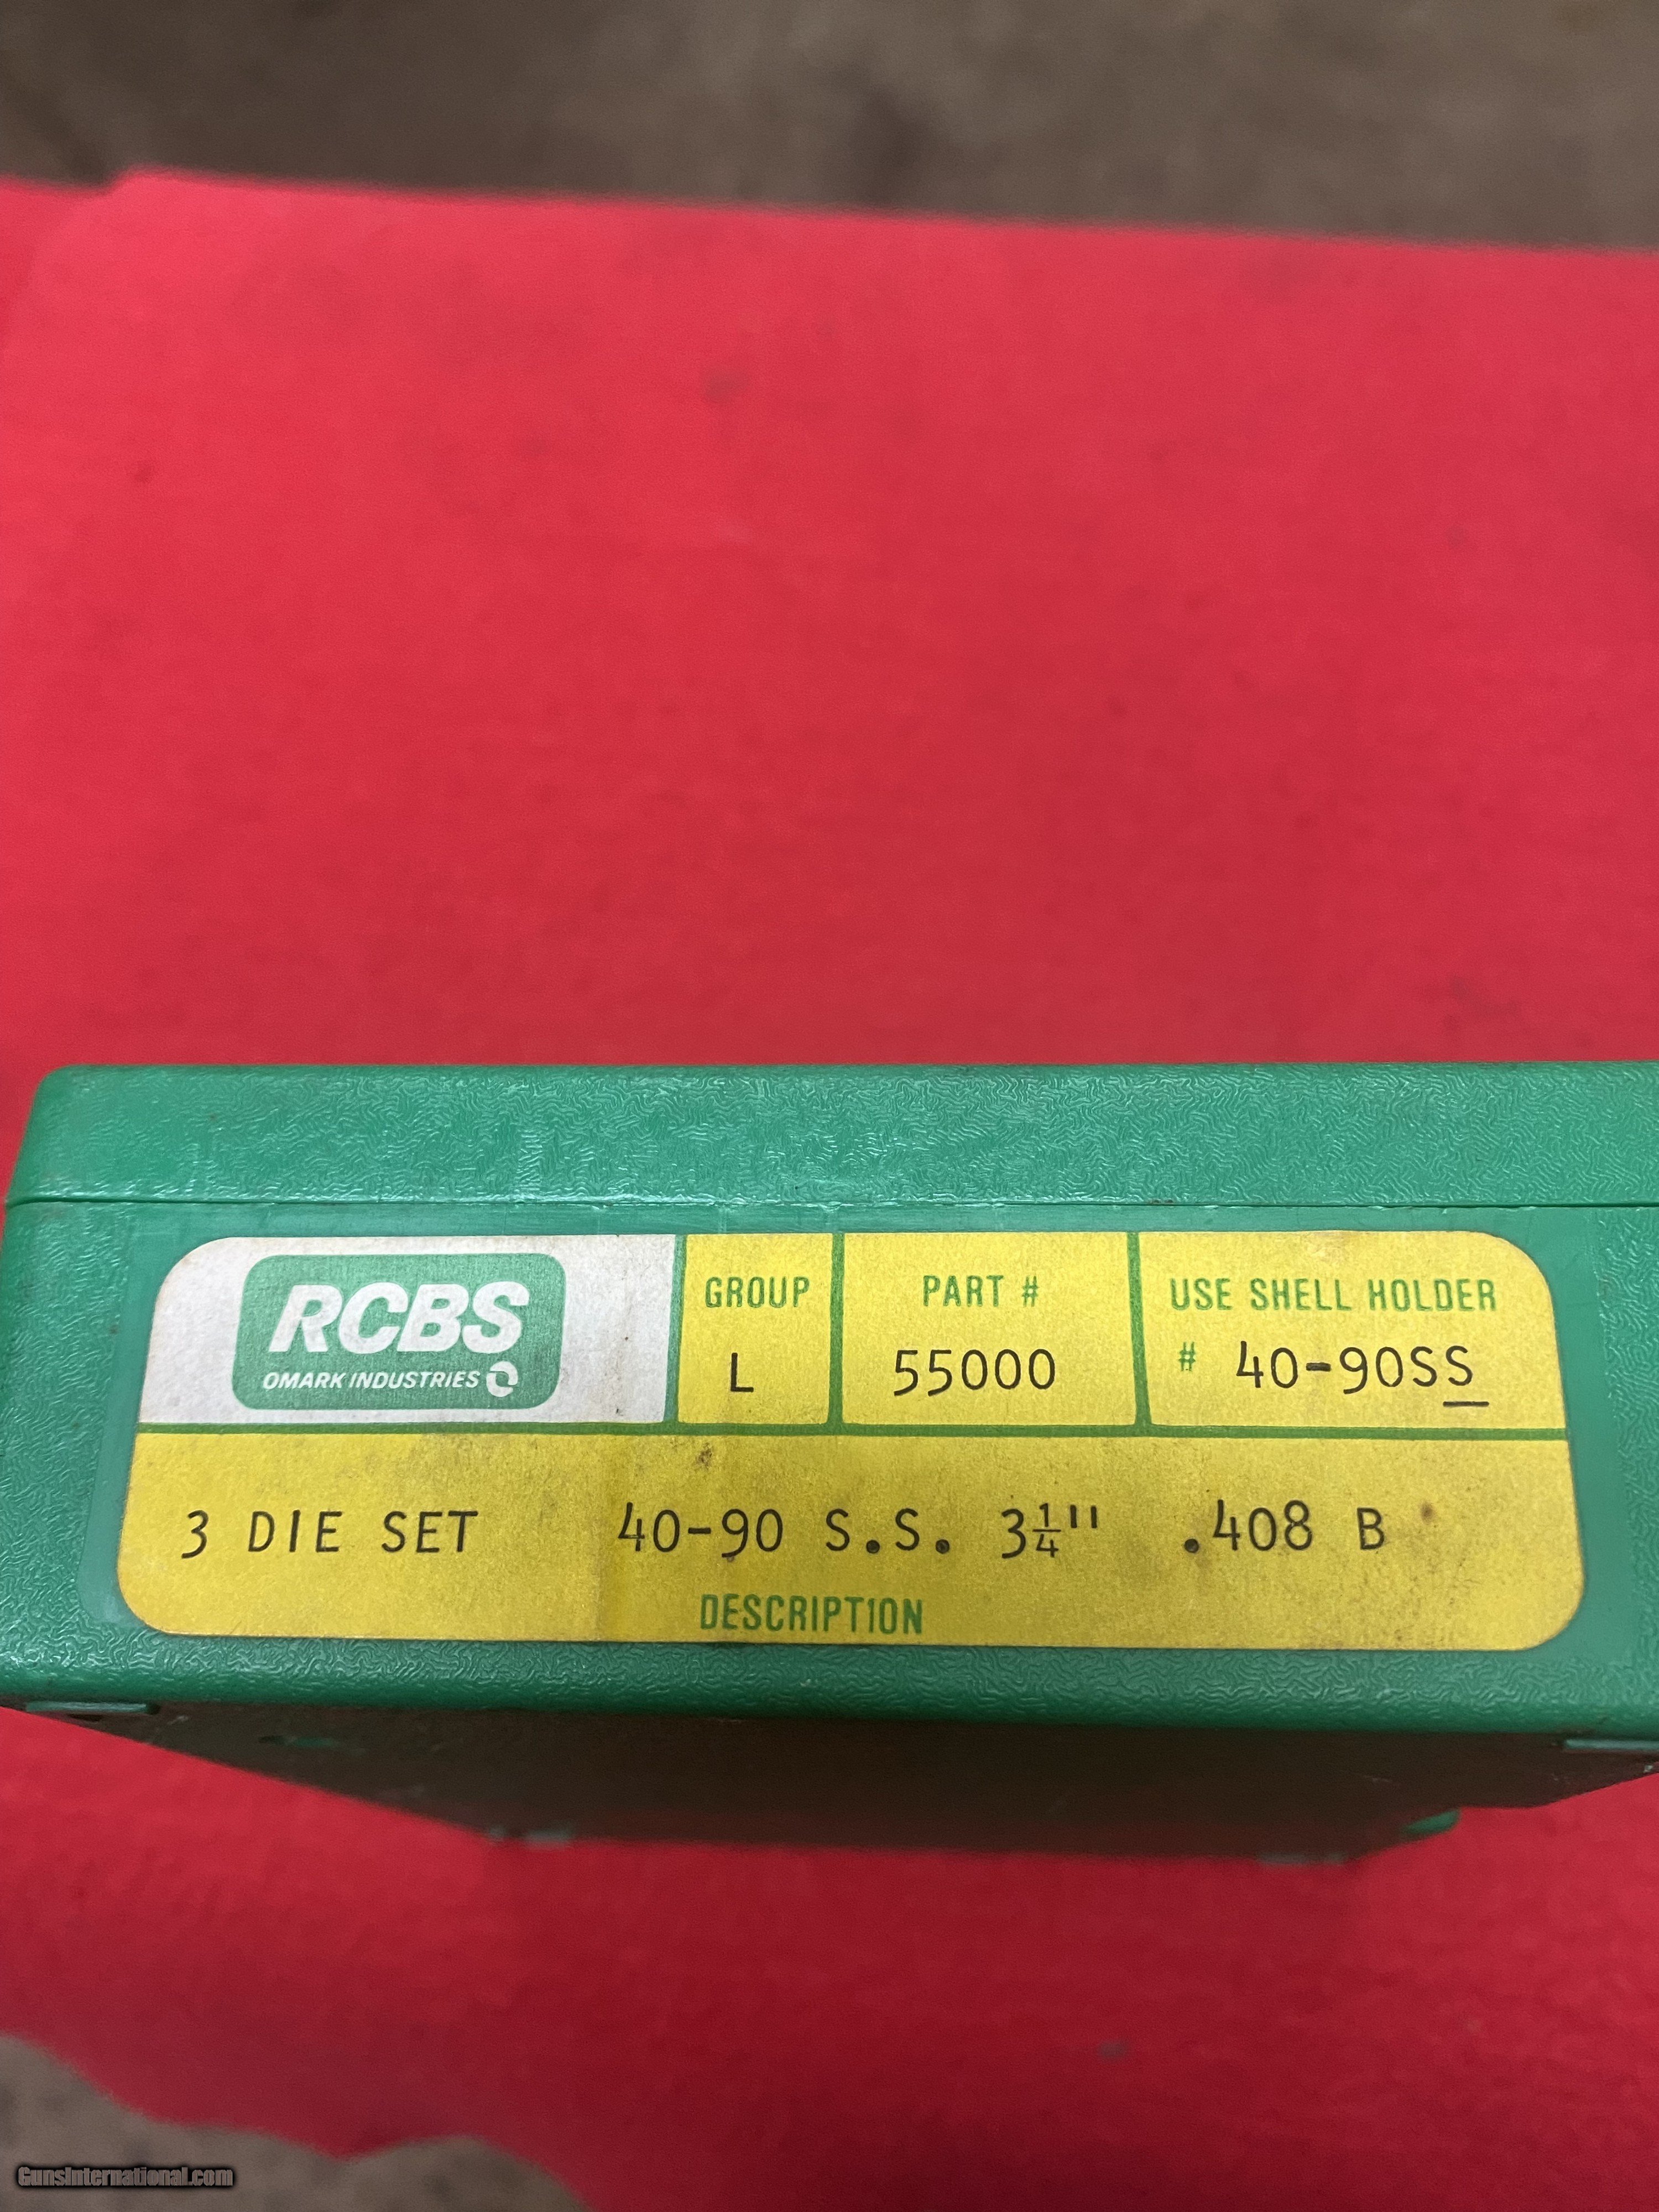 RCBS
OMARK INDUSTRIES
GROUP
L
PART #
55000
USE SHELL HOLDER
# 40-90SS
3 DIE SET 40-90 S.S. 3¼" .408 B
DESCRIPTION
GunsInternational.com